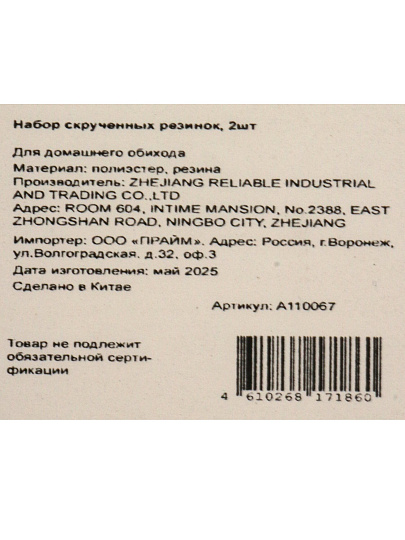 Набор скрученных резинок, 2шт
Для домашнего обихода
Материал: полиэстер, резина
Производитель: ZHEJIANG RELIABLE INDUSTRIAL
AND TRADING CO.,LTD
Адрес: ROOM 604, INTIME MANSION, No.2388, EAST
ZHONGSHAN ROAD, NINGBO CITY, ZHEJIANG
Импортер: ООО «ПРАЙМ». Адрес: Россия, г.Воронеж,
ул.Волгоградская. д.32, оф.3
Дата изготовления: май 2025
Сделано в Китае
Артикул: А110067
Товар не подлежит
обязательной серти-
фикации
4 610268 171860